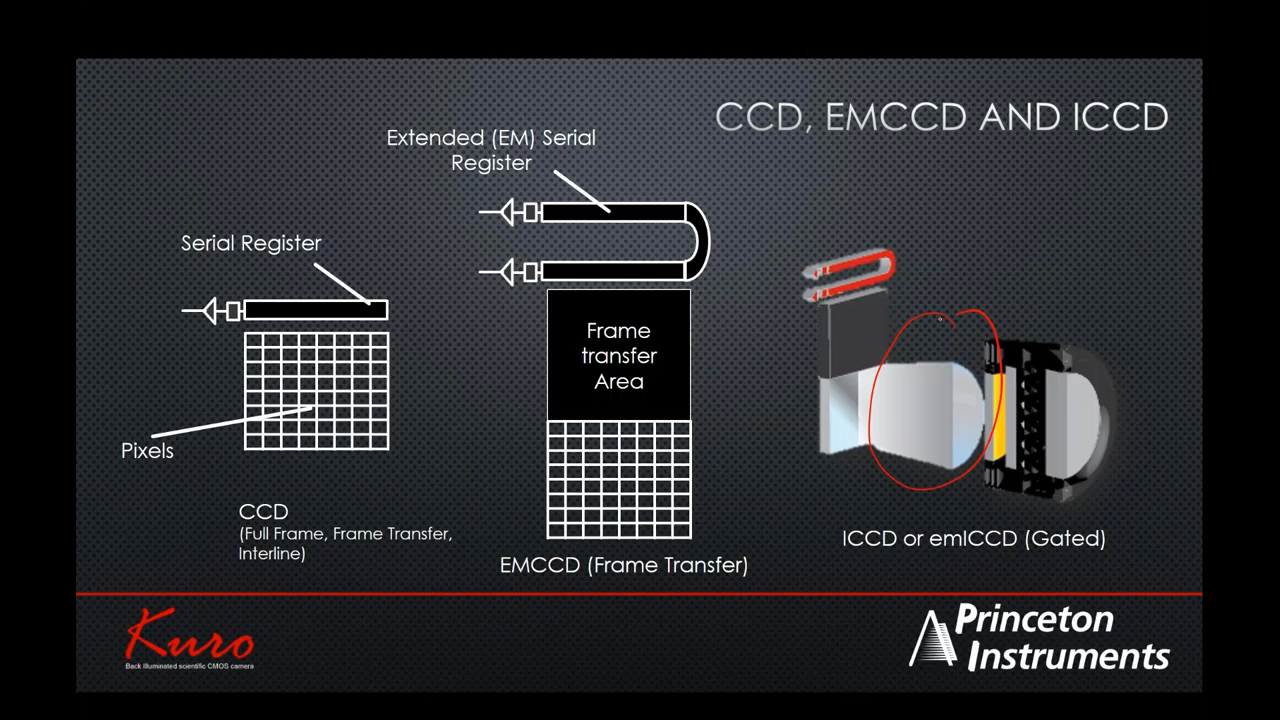 CCD, EMCCD AND ICCD
Extended (EM) Serial
Register
Serial Register
Frame
transfer
Area
Pixels
CCD
(Full Frame, Frame Transfer,
Interline)
EMCCD (Frame Transfer)
ICCD or emICCD (Gated)
Kuro
Back Illuminated scientific CMOS camera
Princeton
Instruments